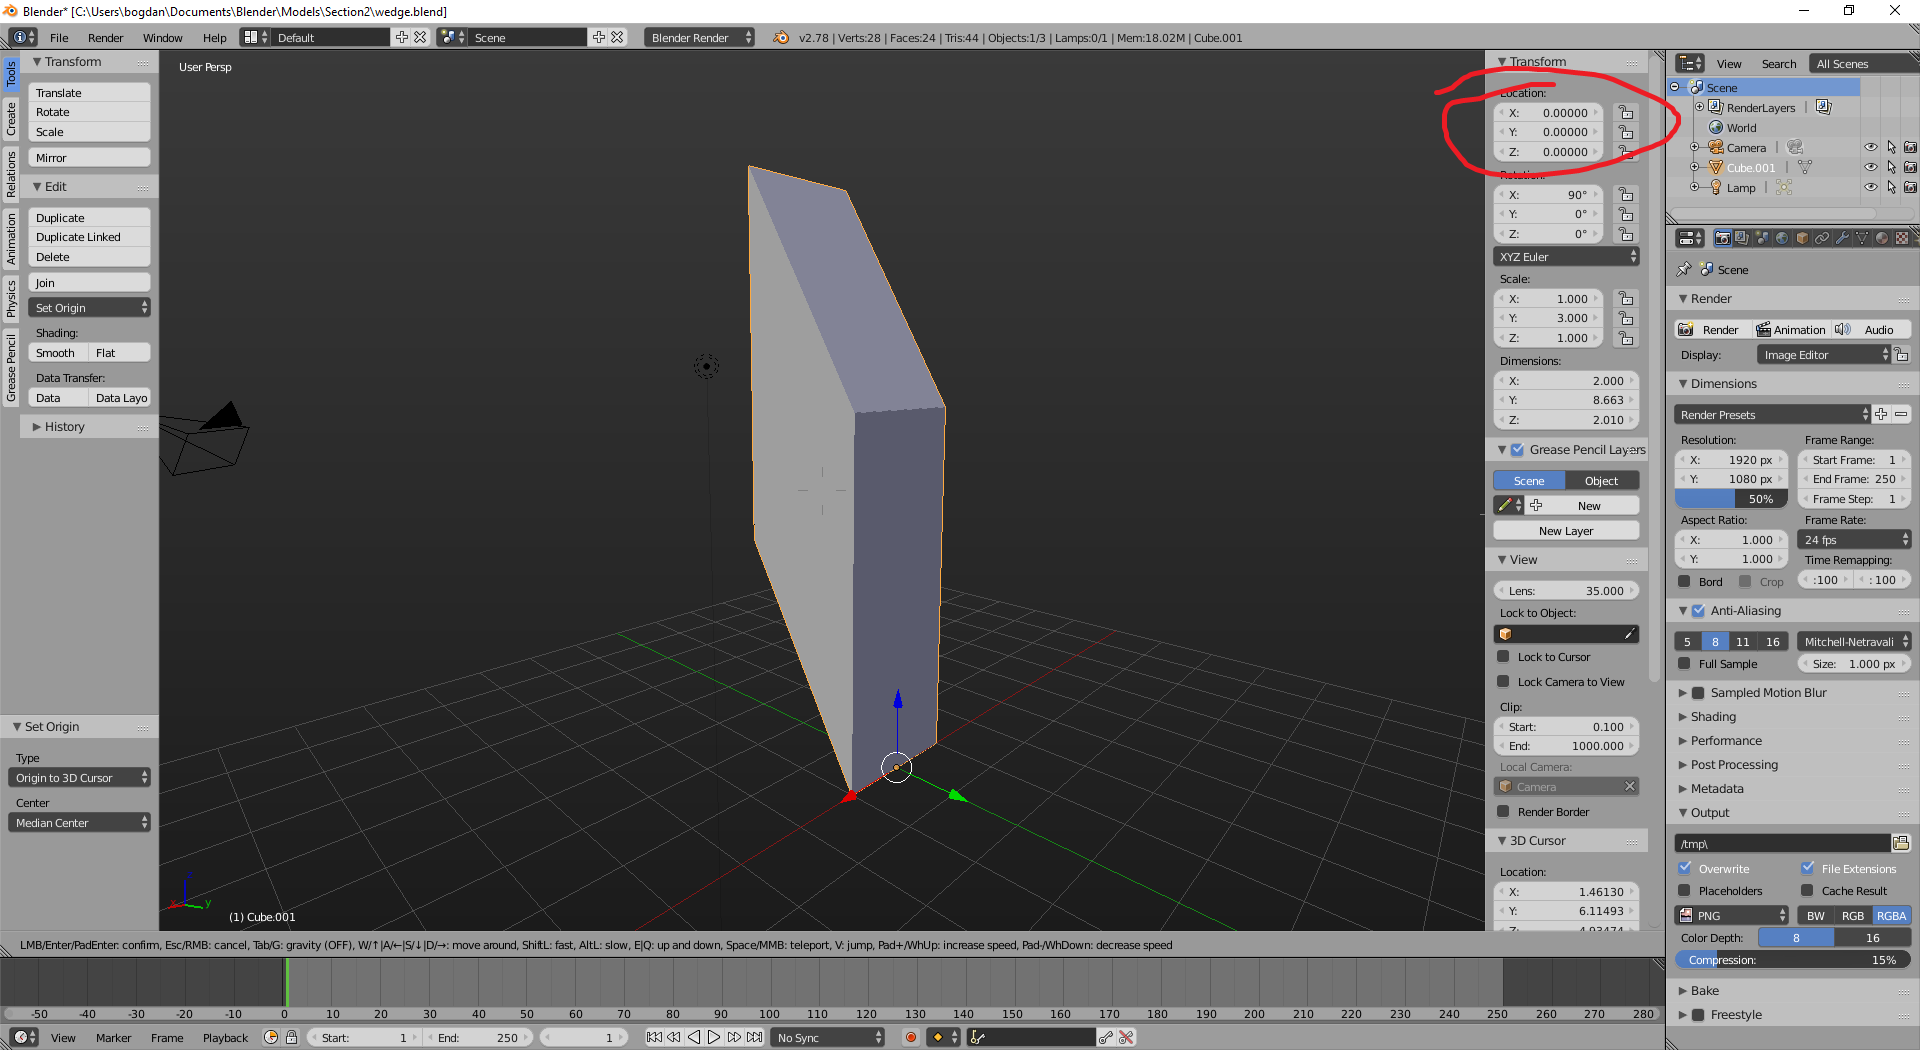 Blender* [C:\Users\bogdan\Documents\Blender\Models\Section2\wedge.blend]
File Render Window Help Default Scene Blender Render v2.78 | Verts:28 | Faces:24 | Tris:44 | Objects:1/3 | Lamps:0/1 | Mem:18.02M | Cube.001
Tools
Create
Relations
Animation
Physics
Grease Pencil
Transform
Translate
Rotate
Scale
Mirror
Edit
Duplicate
Duplicate Linked
Delete
Join
Set Origin
Shading:
Smooth Flat
Data Transfer:
Data Data Layo
History
Set Origin
Type
Origin to 3D Cursor
Center
Median Center
User Persp
x y
(1) Cube.001
Transform
Location:
X: 0.00000
Y: 0.00000
Z: 0.00000
Rotation:
X: 90°
Y: 0°
Z: 0°
XYZ Euler
Scale:
X: 1.000
Y: 3.000
Z: 1.000
Dimensions:
X: 2.000
Y: 8.663
Z: 2.010
Grease Pencil Layers
Scene Object
New
New Layer
View
Lens: 35.000
Lock to Object:
Lock to Cursor
Lock Camera to View
Clip:
Start: 0.100
End: 1000.000
Local Camera:
Camera
Render Border
3D Cursor
Location:
X: 1.46130
Y: 6.11493
Z: 4.93474
View Search All Scenes
Scene
RenderLayers |
World
Camera |
Cube.001 |
Lamp |
Scene
Render
Render Animation Audio
Display: Image Editor
Dimensions
Render Presets
Resolution: Frame Range:
X: 1920 px Start Frame: 1
Y: 1080 px End Frame: 250
50% Frame Step: 1
Aspect Ratio: Frame Rate:
X: 1.000 24 fps
Y: 1.000 Time Remapping:
Bord Crop :100 : 100
Anti-Aliasing
5 8 11 16 Mitchell-Netravali
Full Sample Size: 1.000 px
Sampled Motion Blur
Shading
Performance
Post Processing
Metadata
Output
/tmp\
Overwrite File Extensions
Placeholders Cache Result
PNG BW RGB RGBA
Color Depth: 8 16
Compression: 15%
Bake
Freestyle
LMB/Enter/PadEnter: confirm, Esc/RMB: cancel, Tab/G: gravity (OFF), W/↑|A/←|S/↓|D/→: move around, ShiftL: fast, AltL: slow, E|Q: up and down, Space/MMB: teleport, V: jump, Pad+/WhUp: increase speed, Pad-/WhDown: decrease speed
-50 -40 -30 -20 -10 0 10 20 30 40 50 60 70 80 90 100 110 120 130 140 150 160 170 180 190 200 210 220 230 240 250 260 270 280
View Marker Frame Playback Start: 1 End: 250 1 No Sync